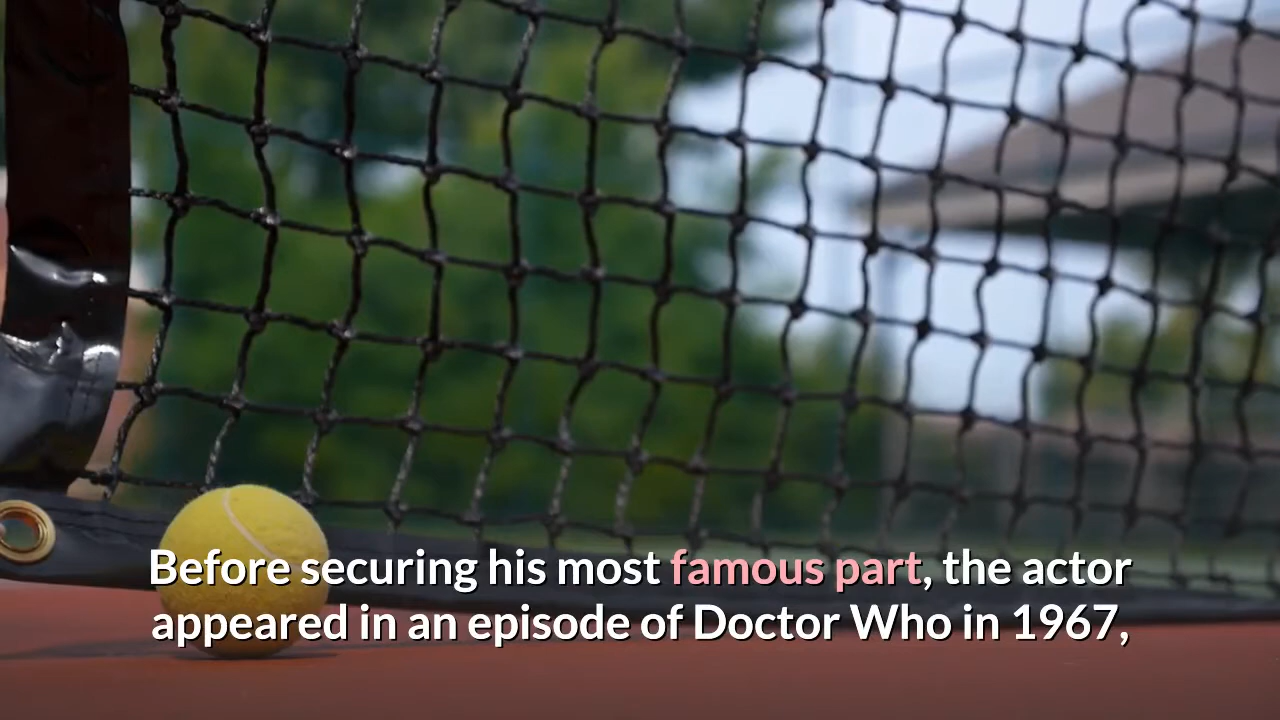 Before securing his most famous part, the actor
appeared in an episode of Doctor Who in 1967,